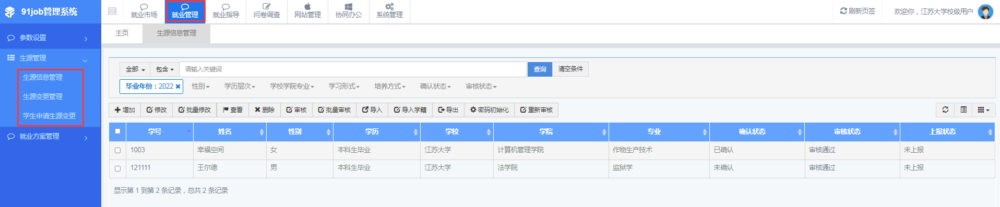 91job管理系统
就业市场 就业管理 就业指导 问卷调查 网站管理 协同办公 系统管理 刷新页签 欢迎你，江苏大学校级用户
主页 生源信息管理
参数设置
生源管理
生源信息管理
生源变更管理
学生申请生源变更
就业方案管理
全部 包含 请输入关键词 查询 清空条件
毕业年份：2022 性别 学历层次 学校学院专业 学习形式 培养方式 确认状态 审核状态
增加 修改 批量修改 查看 删除 审核 批量审核 导入 导入学籍 导出 密码初始化 重新审核
学号 姓名 性别 学历 学校 学院 专业 确认状态 审核状态 上报状态
1003 幸福空间 女 本科生毕业 江苏大学 计算机管理学院 作物生产技术 已确认 审核通过 未上报
121111 王尔德 男 本科生毕业 江苏大学 法学院 监狱学 未确认 审核通过 未上报
显示第 1 到第 2 条记录，总共 2 条记录